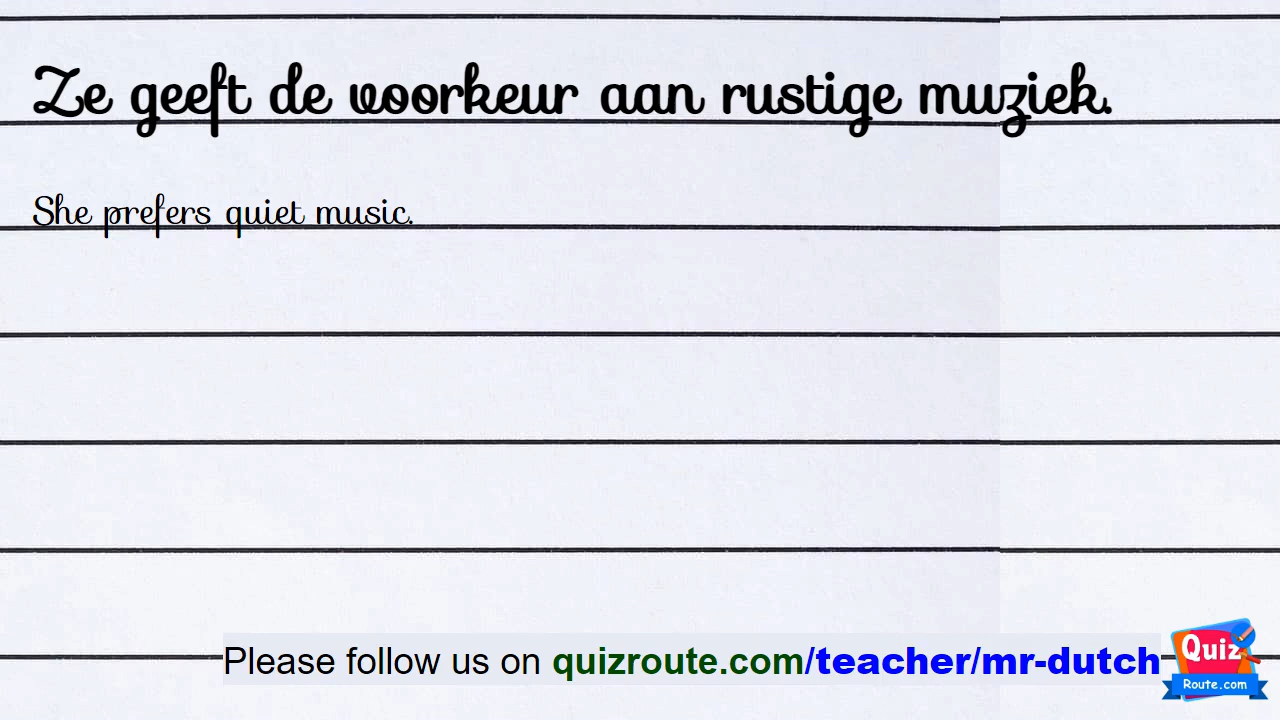 Ze geeft de voorkeur aan rustige muziek.
She prefers quiet music.
Please follow us on quizroute.com/teacher/mr-dutch
Quiz
Route.com